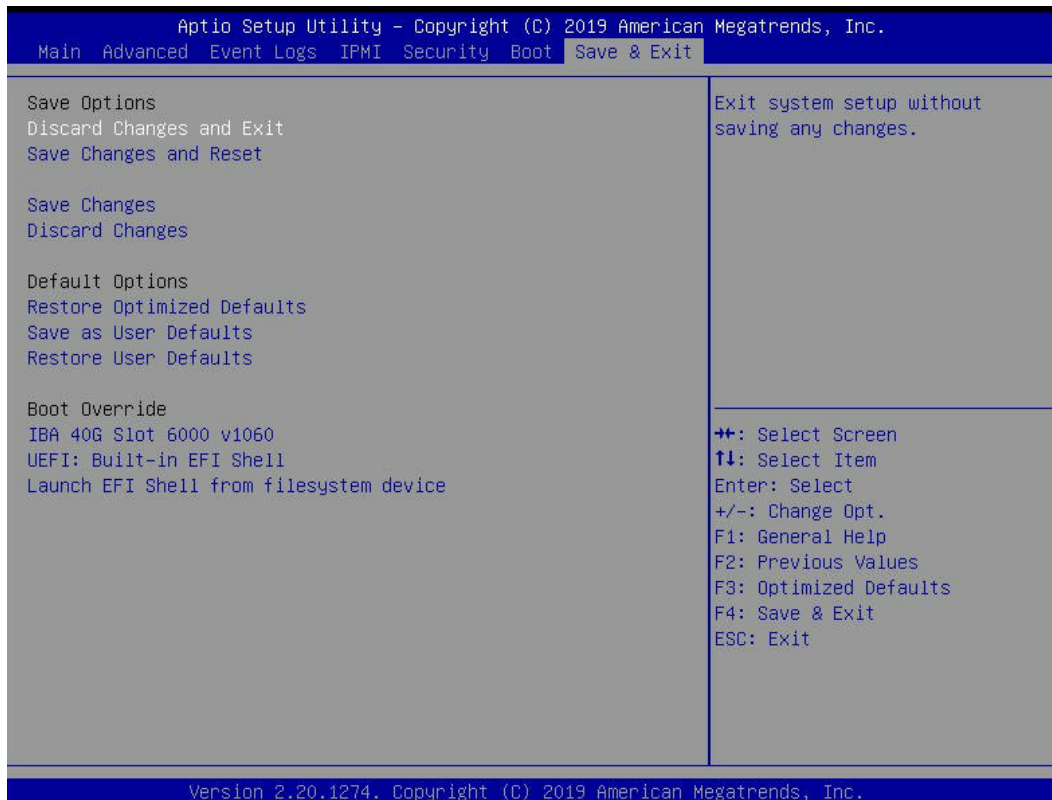 Aptio Setup Utility – Copyright (C) 2019 American Megatrends, Inc.
Main Advanced Event Logs IPMI Security Boot Save & Exit
Save Options
Discard Changes and Exit
Save Changes and Reset
Save Changes
Discard Changes
Default Options
Restore Optimized Defaults
Save as User Defaults
Restore User Defaults
Boot Override
IBA 40G Slot 6000 v1060
UEFI: Built-in EFI Shell
Launch EFI Shell from filesystem device
Exit system setup without
saving any changes.
→←: Select Screen
↑↓: Select Item
Enter: Select
+/-: Change Opt.
F1: General Help
F2: Previous Values
F3: Optimized Defaults
F4: Save & Exit
ESC: Exit
Version 2.20.1274. Copyright (C) 2019 American Megatrends, Inc.